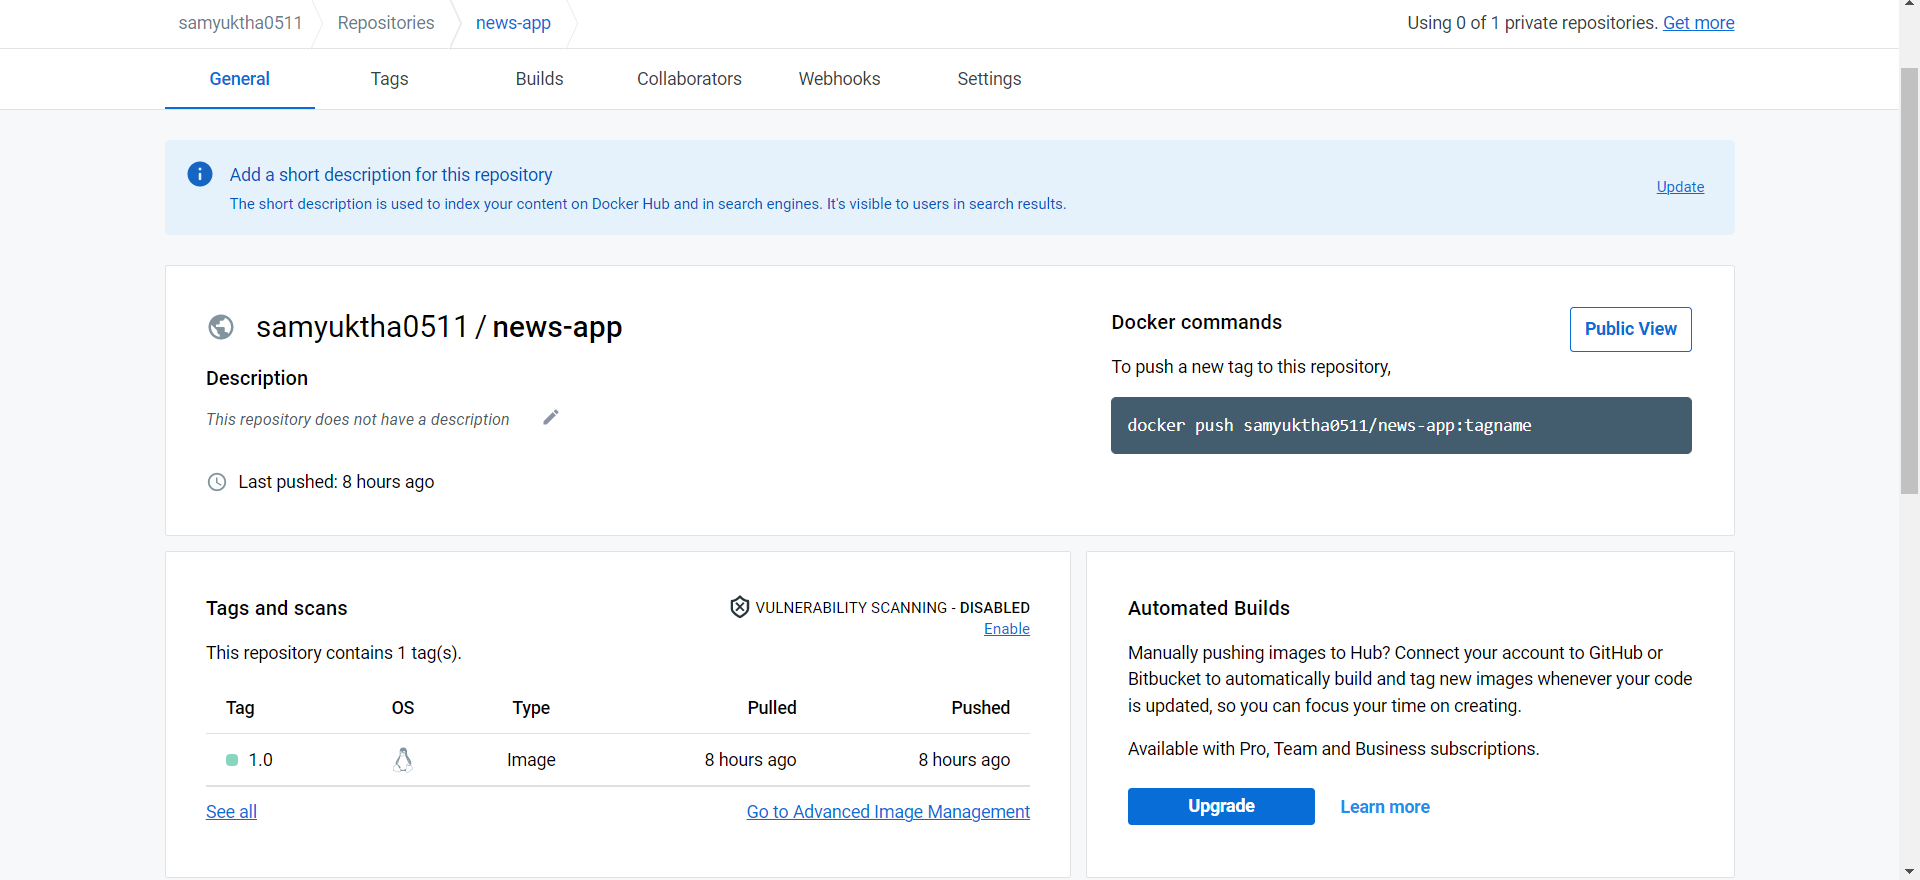 samyuktha0511 Repositories news-app Using 0 of 1 private repositories. Get more
General Tags Builds Collaborators Webhooks Settings
Add a short description for this repository
The short description is used to index your content on Docker Hub and in search engines. It's visible to users in search results.
Update
samyuktha0511 / news-app
Description
This repository does not have a description
Last pushed: 8 hours ago
Docker commands
Public View
To push a new tag to this repository,
docker push samyuktha0511/news-app:tagname
Tags and scans
VULNERABILITY SCANNING - DISABLED
Enable
This repository contains 1 tag(s).
Tag OS Type Pulled Pushed
1.0 Image 8 hours ago 8 hours ago
See all Go to Advanced Image Management
Automated Builds
Manually pushing images to Hub? Connect your account to GitHub or
Bitbucket to automatically build and tag new images whenever your code
is updated, so you can focus your time on creating.
Available with Pro, Team and Business subscriptions.
Upgrade Learn more